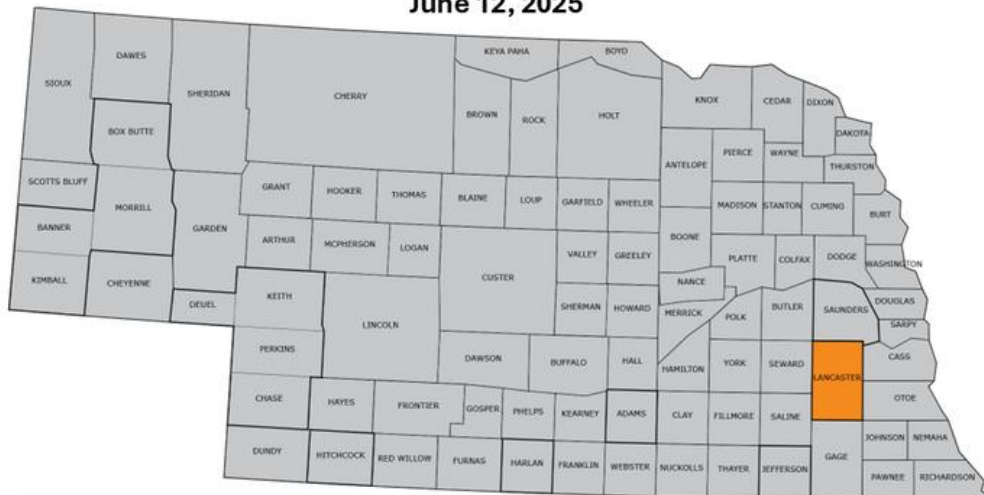 June 12, 2025
KEYA PAHA
BOYD
DAWES
SIOUX
SHERIDAN
CHERRY
KNOX
CEDAR
DIXON
BROWN
ROCK
HOLT
BOX BUTTE
DAKOTA
PIERCE
WAYNE
ANTELOPE
THURSTON
SCOTTS BLUFF
GRANT
HOOKER
THOMAS
BLAINE
LOUP
GARFIELD
WHEELER
MADISON
STANTON
CUMING
MORRILL
BURT
BANNER
GARDEN
ARTHUR
MCPHERSON
LOGAN
BOONE
VALLEY
GREELEY
PLATTE
COLFAX
DODGE
WASHINGTON
KIMBALL
CHEYENNE
CUSTER
NANCE
DEUEL
KEITH
SHERMAN
HOWARD
MERRICK
POLK
BUTLER
SAUNDERS
DOUGLAS
LINCOLN
SARPY
PERKINS
DAWSON
BUFFALO
HALL
HAMILTON
YORK
SEWARD
LANCASTER
CASS
CHASE
HAYES
FRONTIER
GOSPER
PHELPS
KEARNEY
ADAMS
CLAY
FILLMORE
SALINE
OTOE
JOHNSON
NEMAHA
DUNDY
HITCHCOCK
RED WILLOW
FURNAS
HARLAN
FRANKLIN
WEBSTER
NUCKOLLS
THAYER
JEFFERSON
GAGE
PAWNEE
RICHARDSON